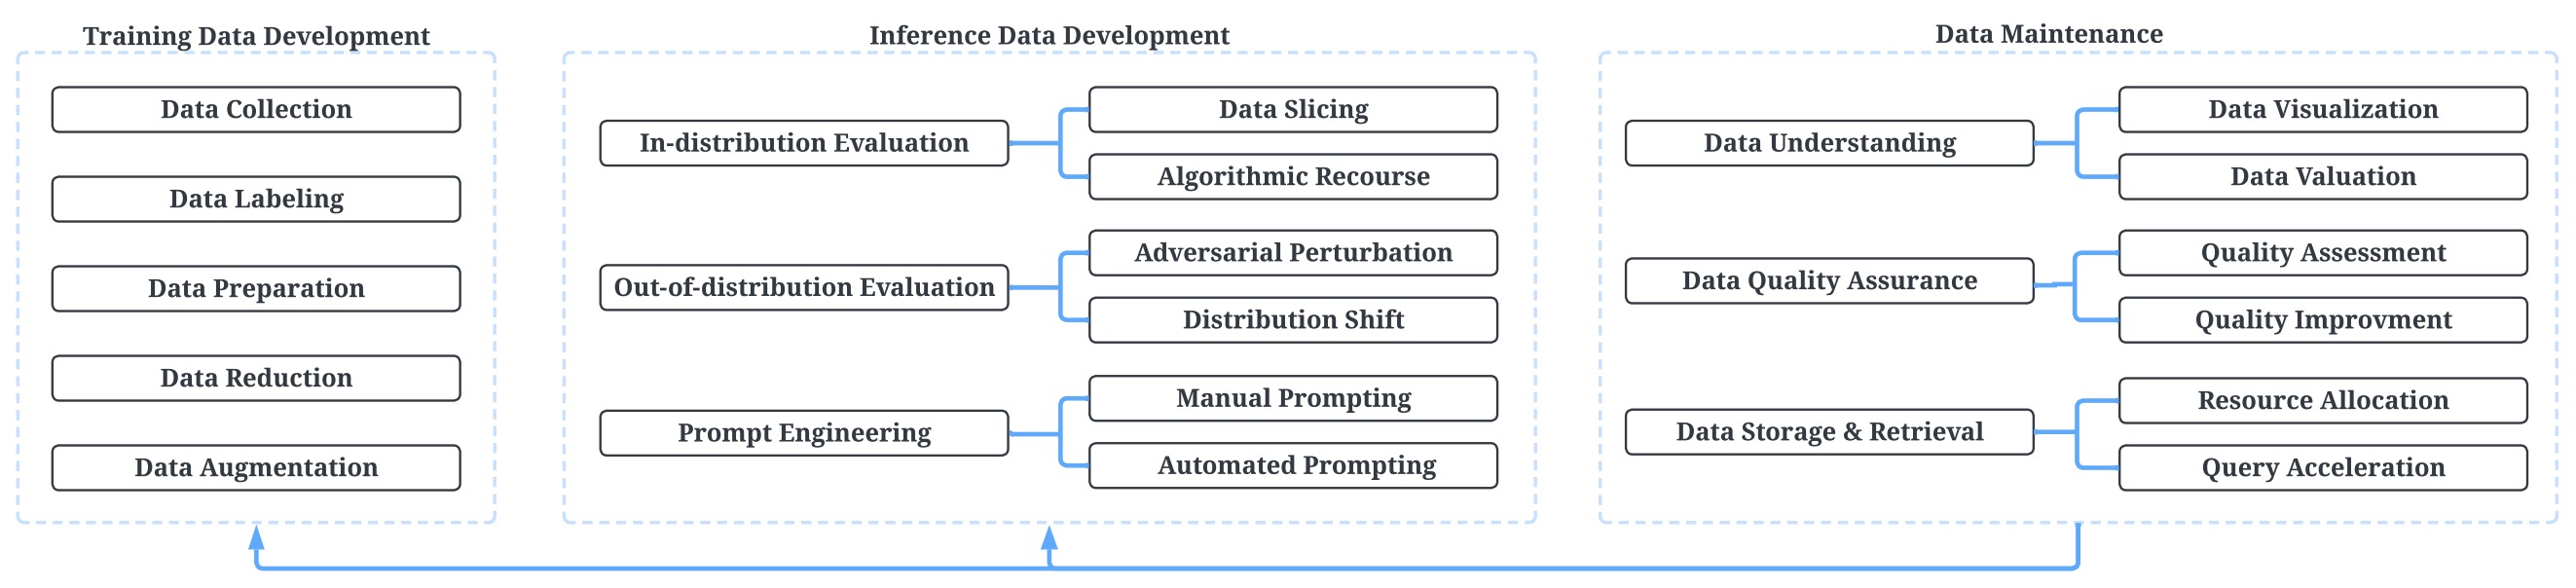 Training Data Development
Data Collection
Data Labeling
Data Preparation
Data Reduction
Data Augmentation
Inference Data Development
In-distribution Evaluation
Data Slicing
Algorithmic Recourse
Out-of-distribution Evaluation
Adversarial Perturbation
Distribution Shift
Prompt Engineering
Manual Prompting
Automated Prompting
Data Maintenance
Data Understanding
Data Visualization
Data Valuation
Data Quality Assurance
Quality Assessment
Quality Improvment
Data Storage & Retrieval
Resource Allocation
Query Acceleration